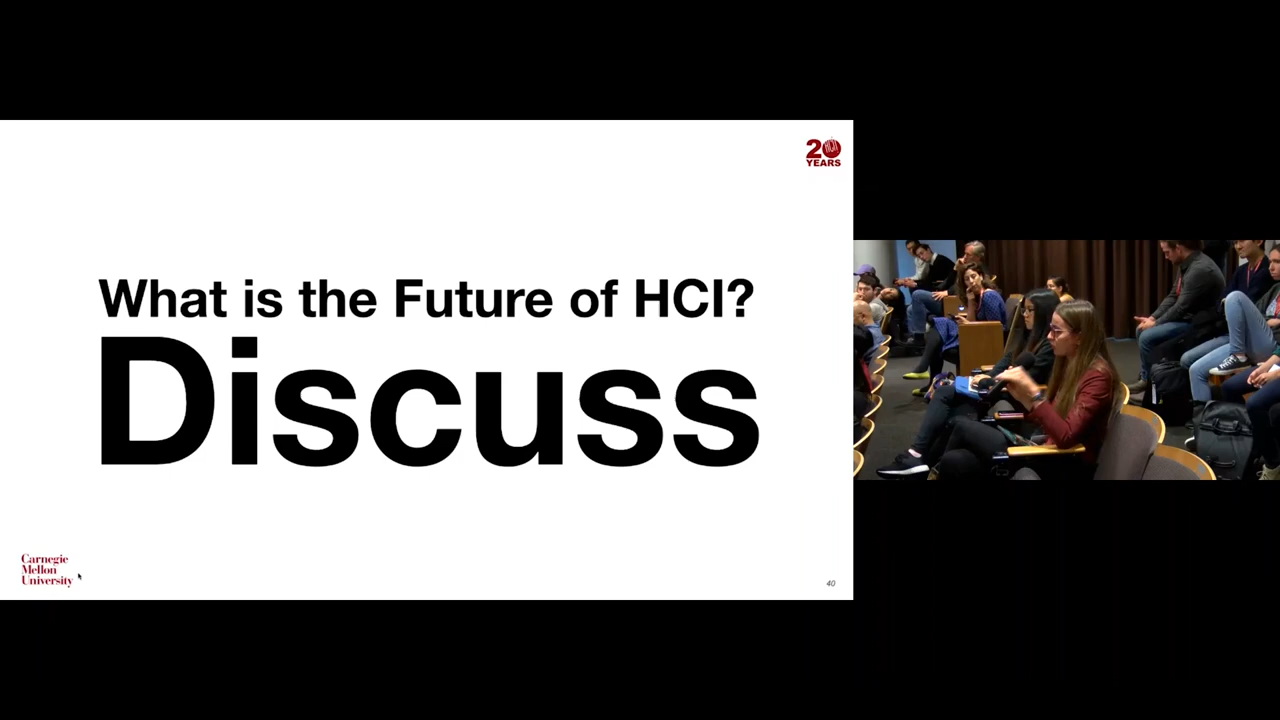 20
YEARS
What is the Future of HCI?
Discuss
Carnegie
Mellon
University
40